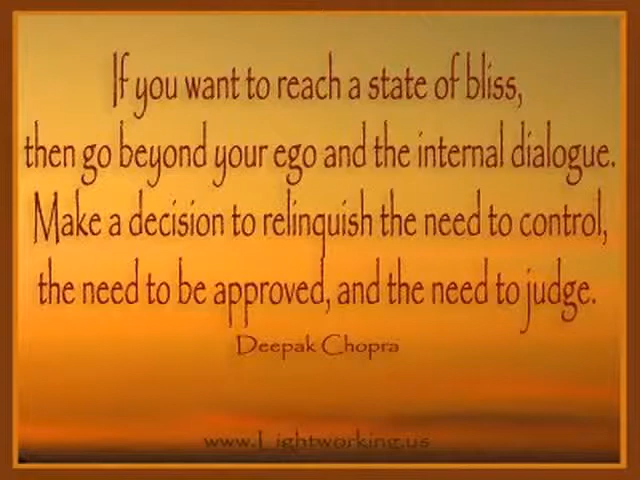 If you want to reach a state of bliss,
then go beyond your ego and the internal dialogue.
Make a decision to relinquish the need to control,
the need to be approved, and the need to judge.
Deepak Chopra
www.Lightworking.us